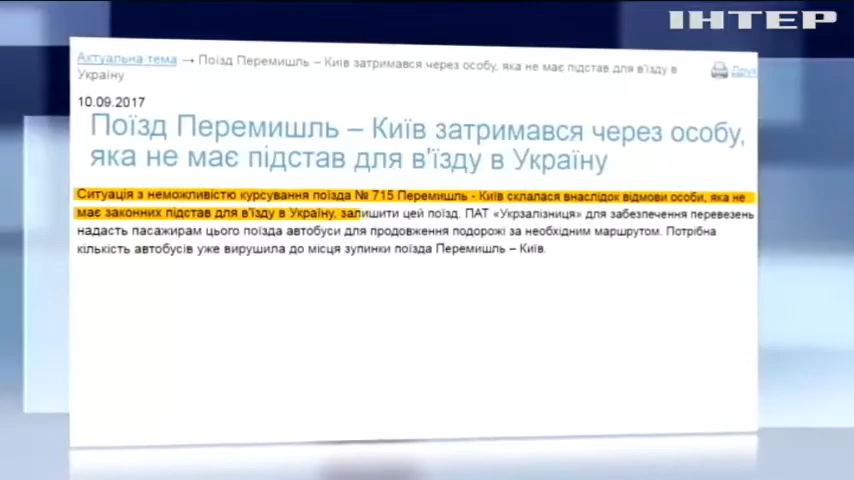 ІНТЕР
Актуальна тема → Поїзд Перемишль – Київ затримався через особу, яка не має підстав для в'їзду в
Україну
Друк
10.09.2017
Поїзд Перемишль – Київ затримався через особу,
яка не має підстав для в'їзду в Україну
Ситуація з неможливістю курсування поїзда № 715 Перемишль - Київ склалася внаслідок відмови особи, яка не
має законних підстав для в'їзду в Україну, залишити цей поїзд. ПАТ «Укрзалізниця» для забезпечення перевезень
надасть пасажирам цього поїзда автобуси для продовження подорожі за необхідним маршрутом. Потрібна
кількість автобусів уже вирушила до місця зупинки поїзда Перемишль – Київ.